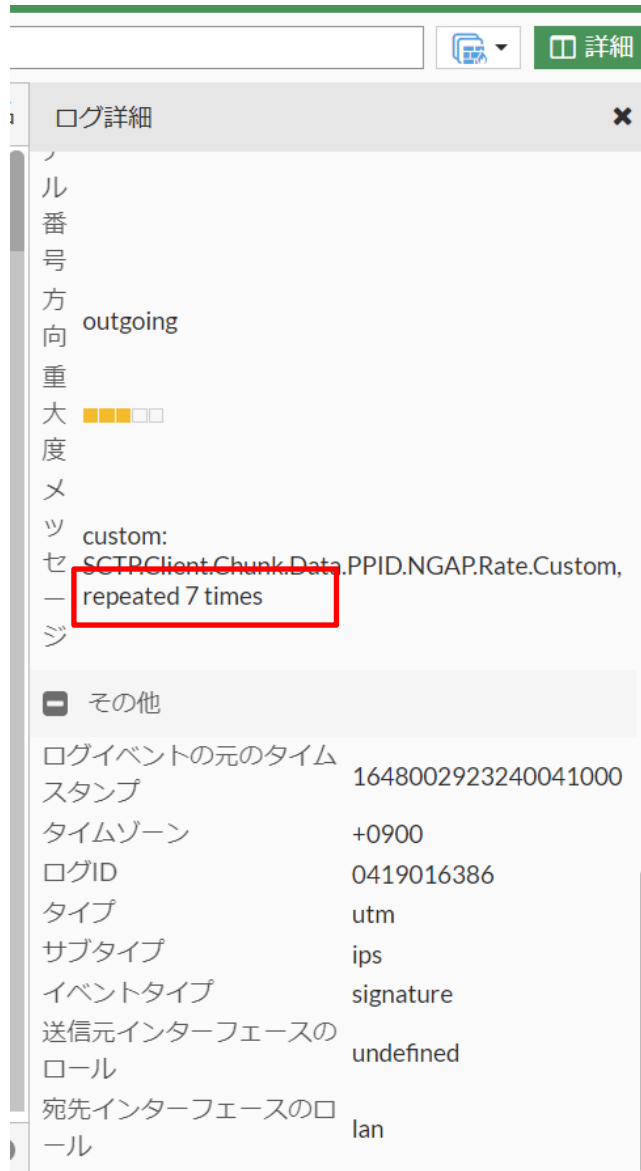 詳細
ログ詳細
ル
番
号
方
向
outgoing
重
大
度
メ
ッ
セ
ー
ジ
custom:
SCTP.Client.Chunk.Data.PPID.NGAP.Rate.Custom,
repeated 7 times
その他
ログイベントの元のタイム
スタンプ
1648002923240041000
タイムゾーン
+0900
ログID
0419016386
タイプ
utm
サブタイプ
ips
イベントタイプ
signature
送信元インターフェースの
ロール
undefined
宛先インターフェースのロ
ール
lan